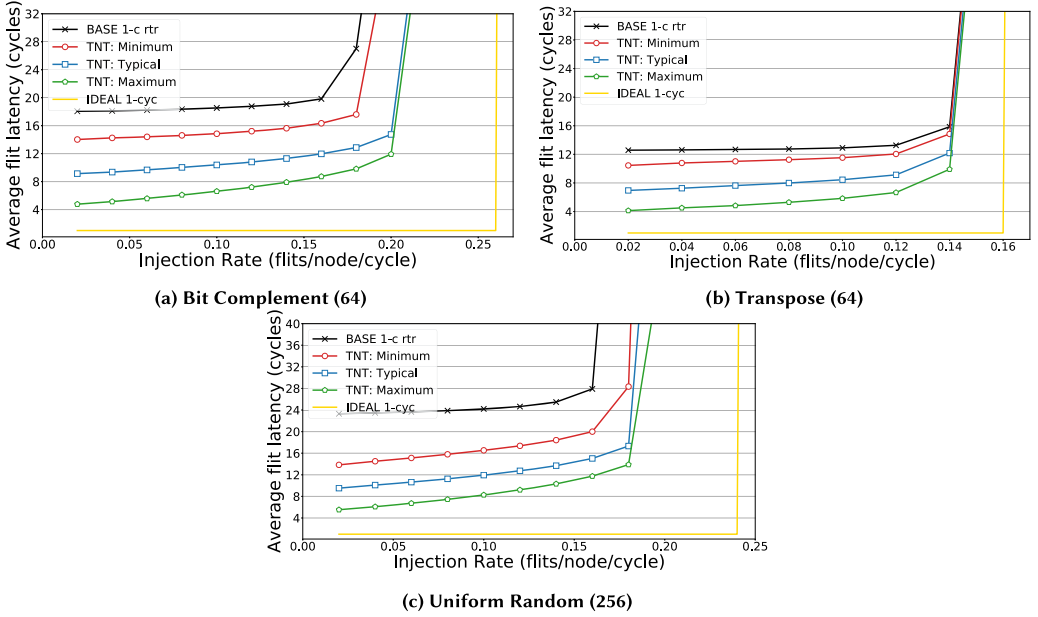 Average flit latency (cycles)
32
28
24
20
16
12
8
4
BASE 1-c rtr
TNT: Minimum
TNT: Typical
TNT: Maximum
IDEAL 1-cyc
0.00 0.05 0.10 0.15 0.20 0.25
Injection Rate (flits/node/cycle)
(a) Bit Complement (64)
Average flit latency (cycles)
32
28
24
20
16
12
8
4
BASE 1-c rtr
TNT: Minimum
TNT: Typical
TNT: Maximum
IDEAL 1-cyc
0.00 0.02 0.04 0.06 0.08 0.10 0.12 0.14 0.16
Injection Rate (flits/node/cycle)
(b) Transpose (64)
Average flit latency (cycles)
40
36
32
28
24
20
16
12
8
4
BASE 1-c rtr
TNT: Minimum
TNT: Typical
TNT: Maximum
IDEAL 1-cyc
0.00 0.05 0.10 0.15 0.20 0.25
Injection Rate (flits/node/cycle)
(c) Uniform Random (256)